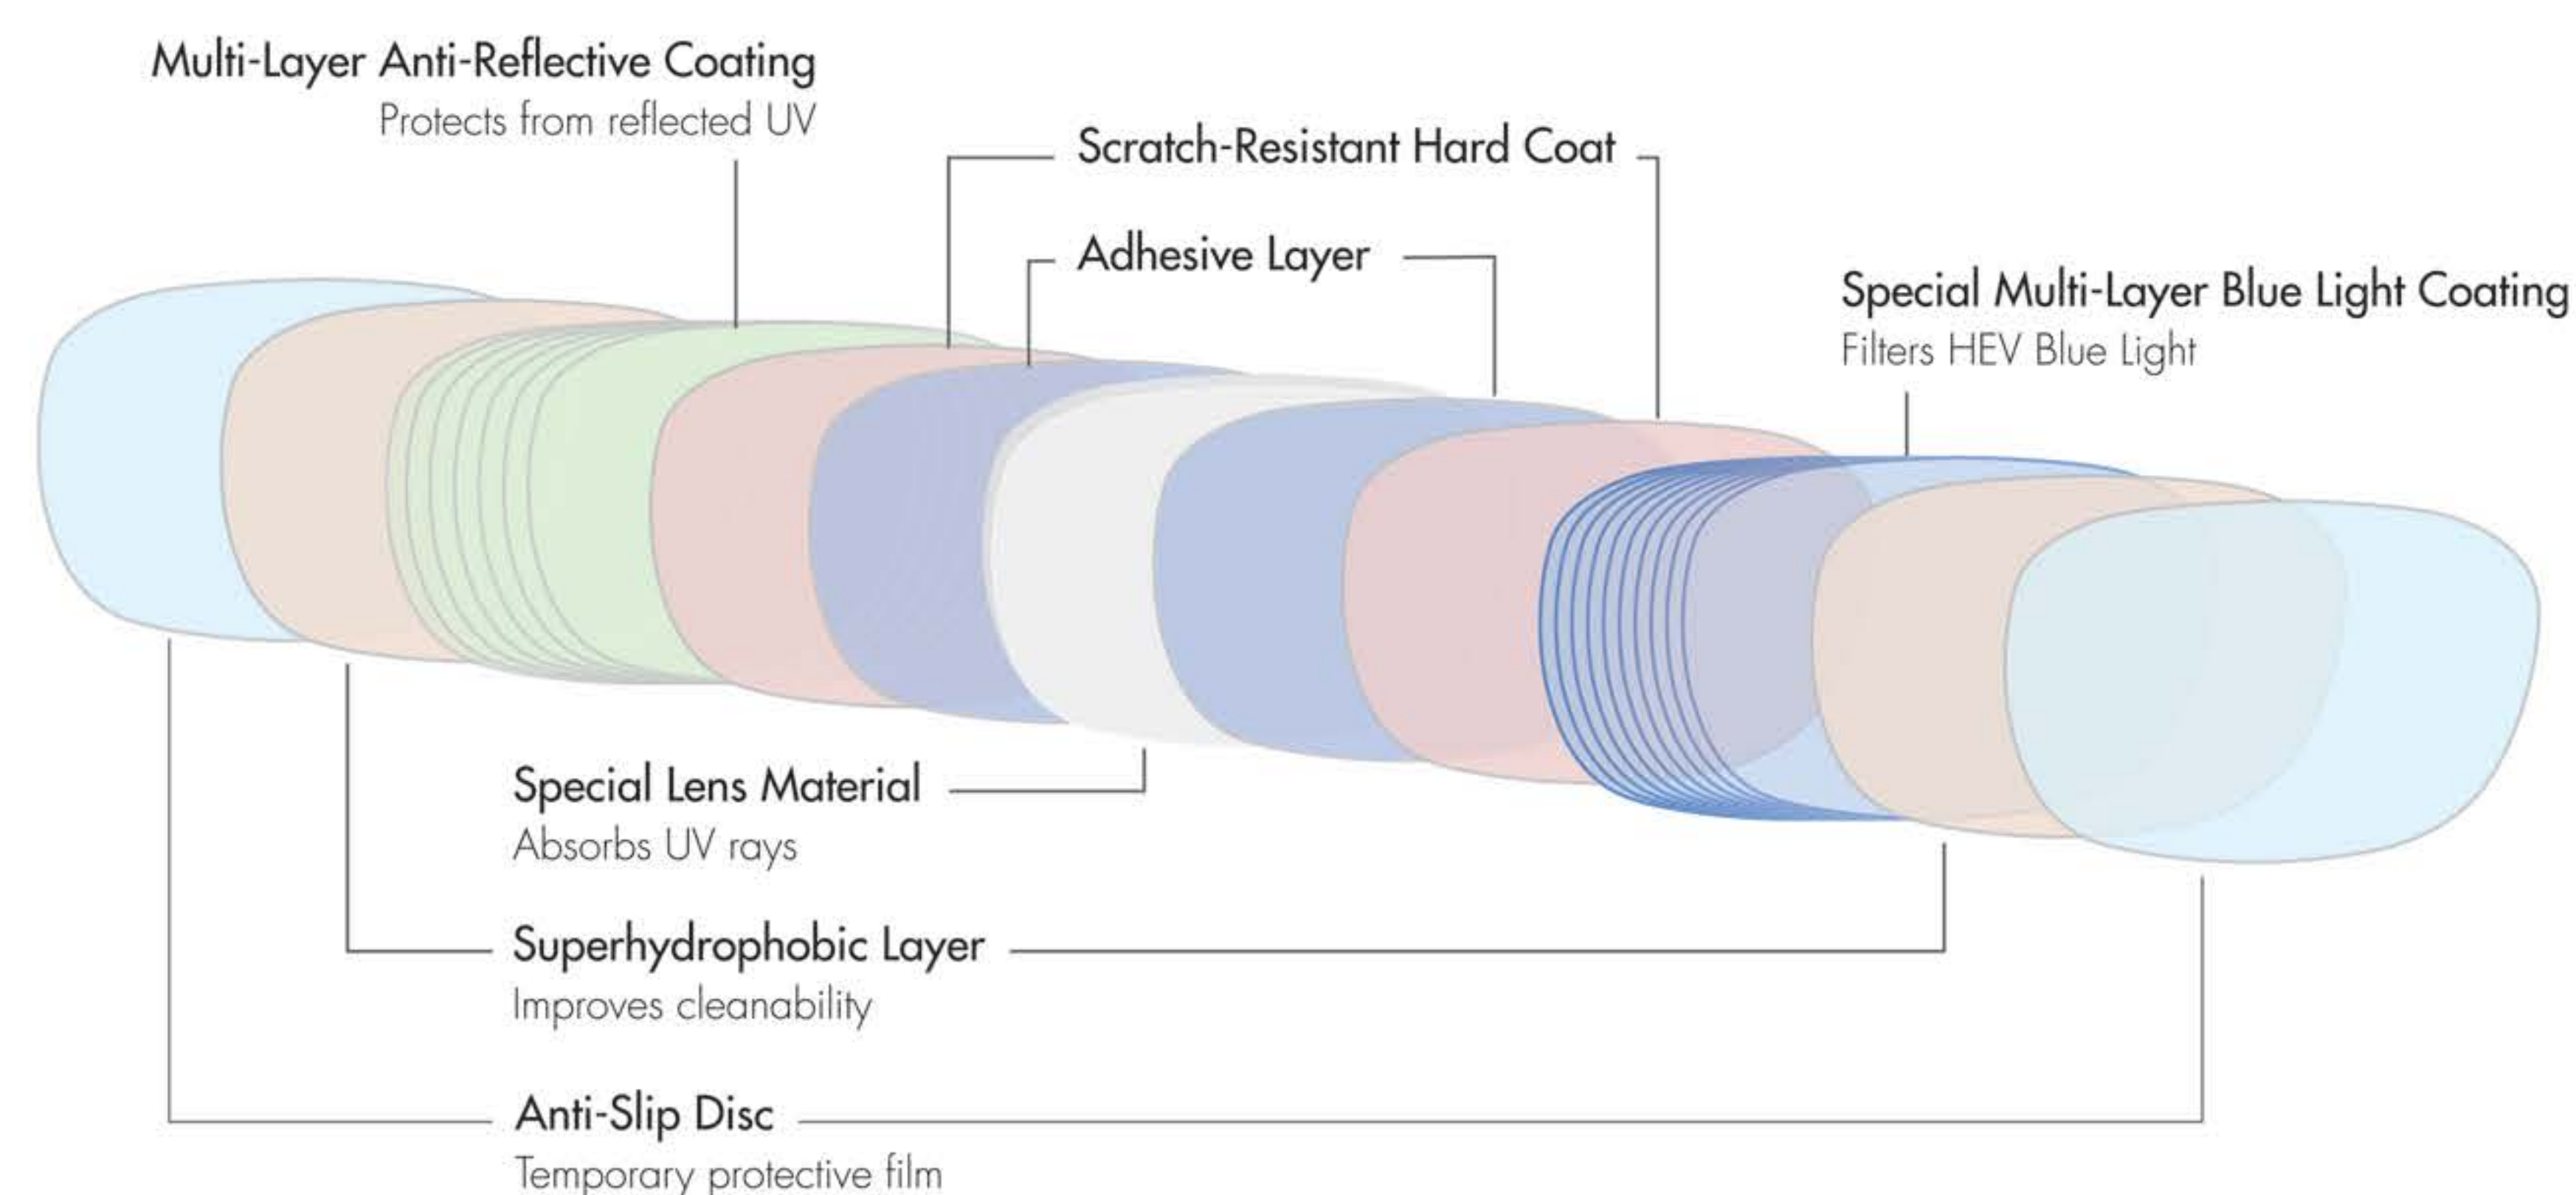 Multi-Layer Anti-Reflective Coating
Protects from reflected UV
Scratch-Resistant Hard Coat
Adhesive Layer
Special Multi-Layer Blue Light Coating
Filters HEV Blue Light
Special Lens Material
Absorbs UV rays
Superhydrophobic Layer
Improves cleanability
Anti-Slip Disc
Temporary protective film